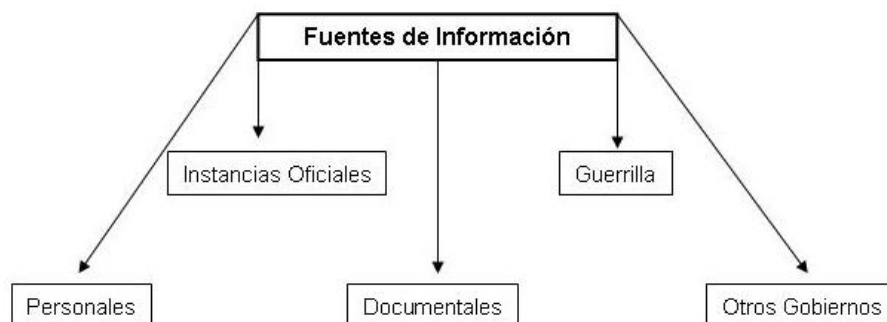 Fuentes de Información
Instancias Oficiales
Guerrilla
Personales
Documentales
Otros Gobiernos